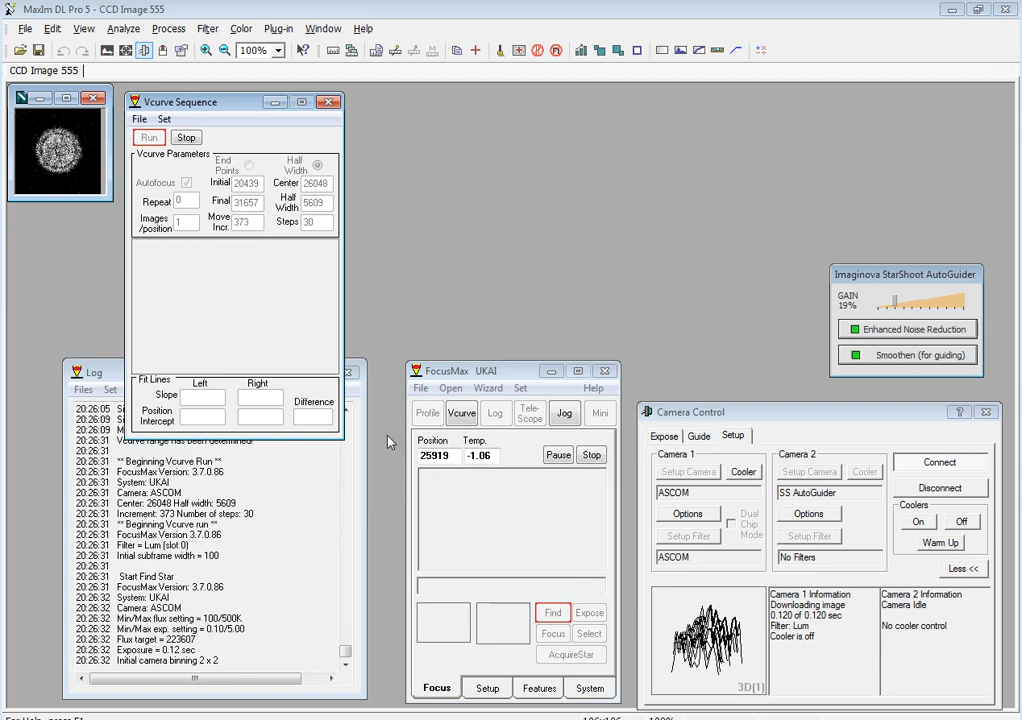 MaxIm DL Pro 5 - CCD Image 555
File Edit View Analyze Process Filter Color Plug-in Window Help
100%
CCD Image 555
Vcurve Sequence
File Set
Run Stop
Vcurve Parameters
End Points
Half Width
Autofocus Initial 20439 Center 26048
Repeat 0 Final 31657 Half Width 5609
Images /position 1 Move Incr. 373 Steps 30
Fit Lines Left Right
Slope
Difference
Position Intercept
Log
Files Set
20:26:05
20:26:31 Vcurve range has been determined!
20:26:31
20:26:31 ** Beginning Vcurve Run **
20:26:31 FocusMax Version: 3.7.0.86
20:26:31 System: UKAI
20:26:31 Camera: ASCOM
20:26:31 Center: 26048 Half width: 5609
20:26:31 Increment: 373 Number of steps: 30
20:26:31 ** Beginning Vcurve run **
20:26:31 FocusMax Version 3.7.0.86
20:26:31 Filter = Lum (slot 0)
20:26:31 Intial subframe width = 100
20:26:31
20:26:31 Start Find Star
20:26:31 FocusMax Version: 3.7.0.86
20:26:32 System: UKAI
20:26:32 Camera: ASCOM
20:26:32 Min/Max flux setting = 100/500K
20:26:32 Min/Max exp. setting = 0.10/5.00
20:26:32 Flux target = 223607
20:26:32 Exposure = 0.12 sec
20:26:32 Initial camera binning 2 x 2
FocusMax UKAI
File Open Wizard Set Help
Profile Vcurve Log Tele-Scope Jog Mini
Position Temp.
25919 -1.06 Pause Stop
Find Expose
Focus Select
AcquireStar
Focus Setup Features System
Imaginova StarShoot AutoGuider
GAIN
19%
Enhanced Noise Reduction
Smoothen (for guiding)
Camera Control
Expose Guide Setup
Camera 1 Camera 2
Setup Camera Cooler Setup Camera Cooler Connect
ASCOM SS AutoGuider Disconnect
Options Dual Chip Mode Options Coolers
On Off
Setup Filter Setup Filter Warm Up
ASCOM No Filters Less <<
Camera 1 Information
Downloading image
0.120 of 0.120 sec
Filter: Lum
Cooler is off
Camera 2 Information
Camera Idle
No cooler control
3D[1]